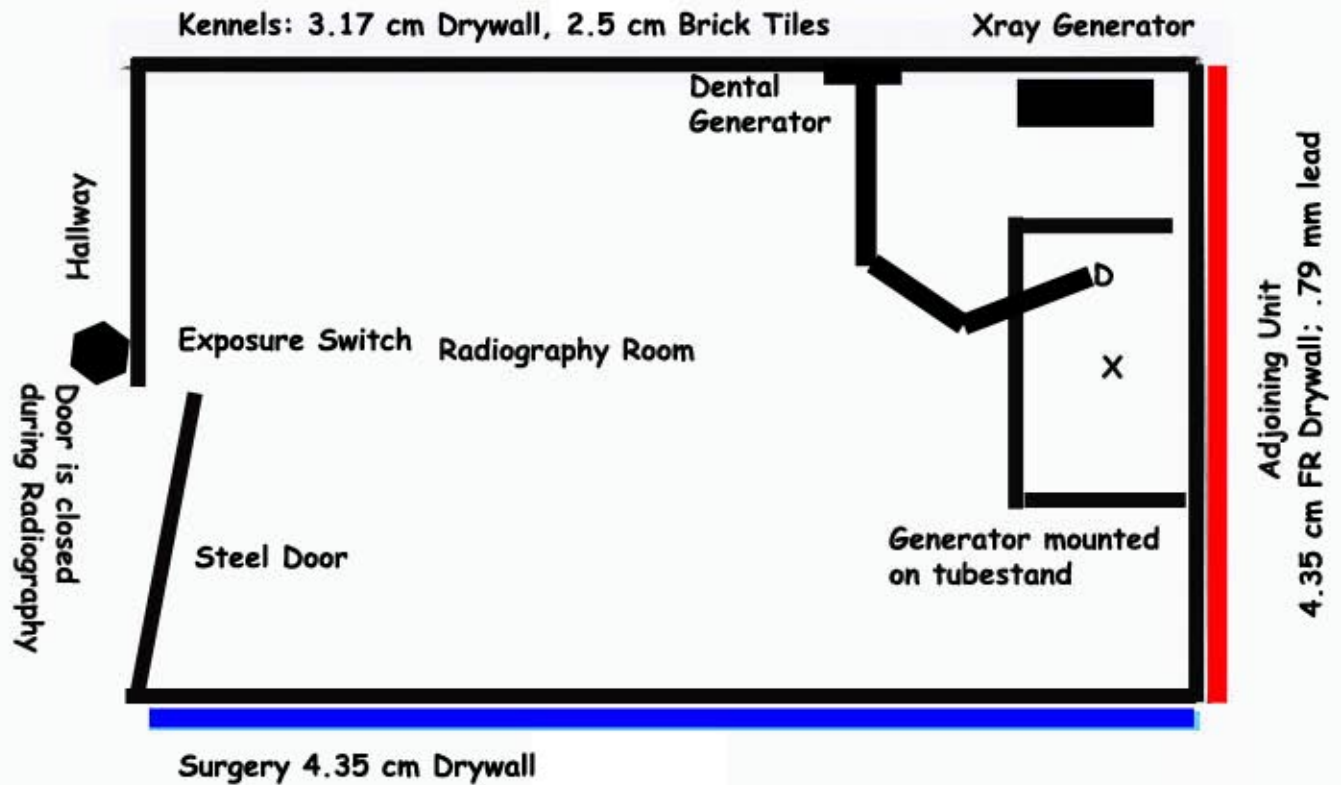 Kennels: 3.17 cm Drywall, 2.5 cm Brick Tiles
Xray Generator
Dental
Generator
Hallway
D
Exposure Switch
Radiography Room
X
Adjoining Unit
4.35 cm FR Drywall; .79 mm lead
Door is closed
during Radiography
Steel Door
Generator mounted
on tubestand
Surgery 4.35 cm Drywall